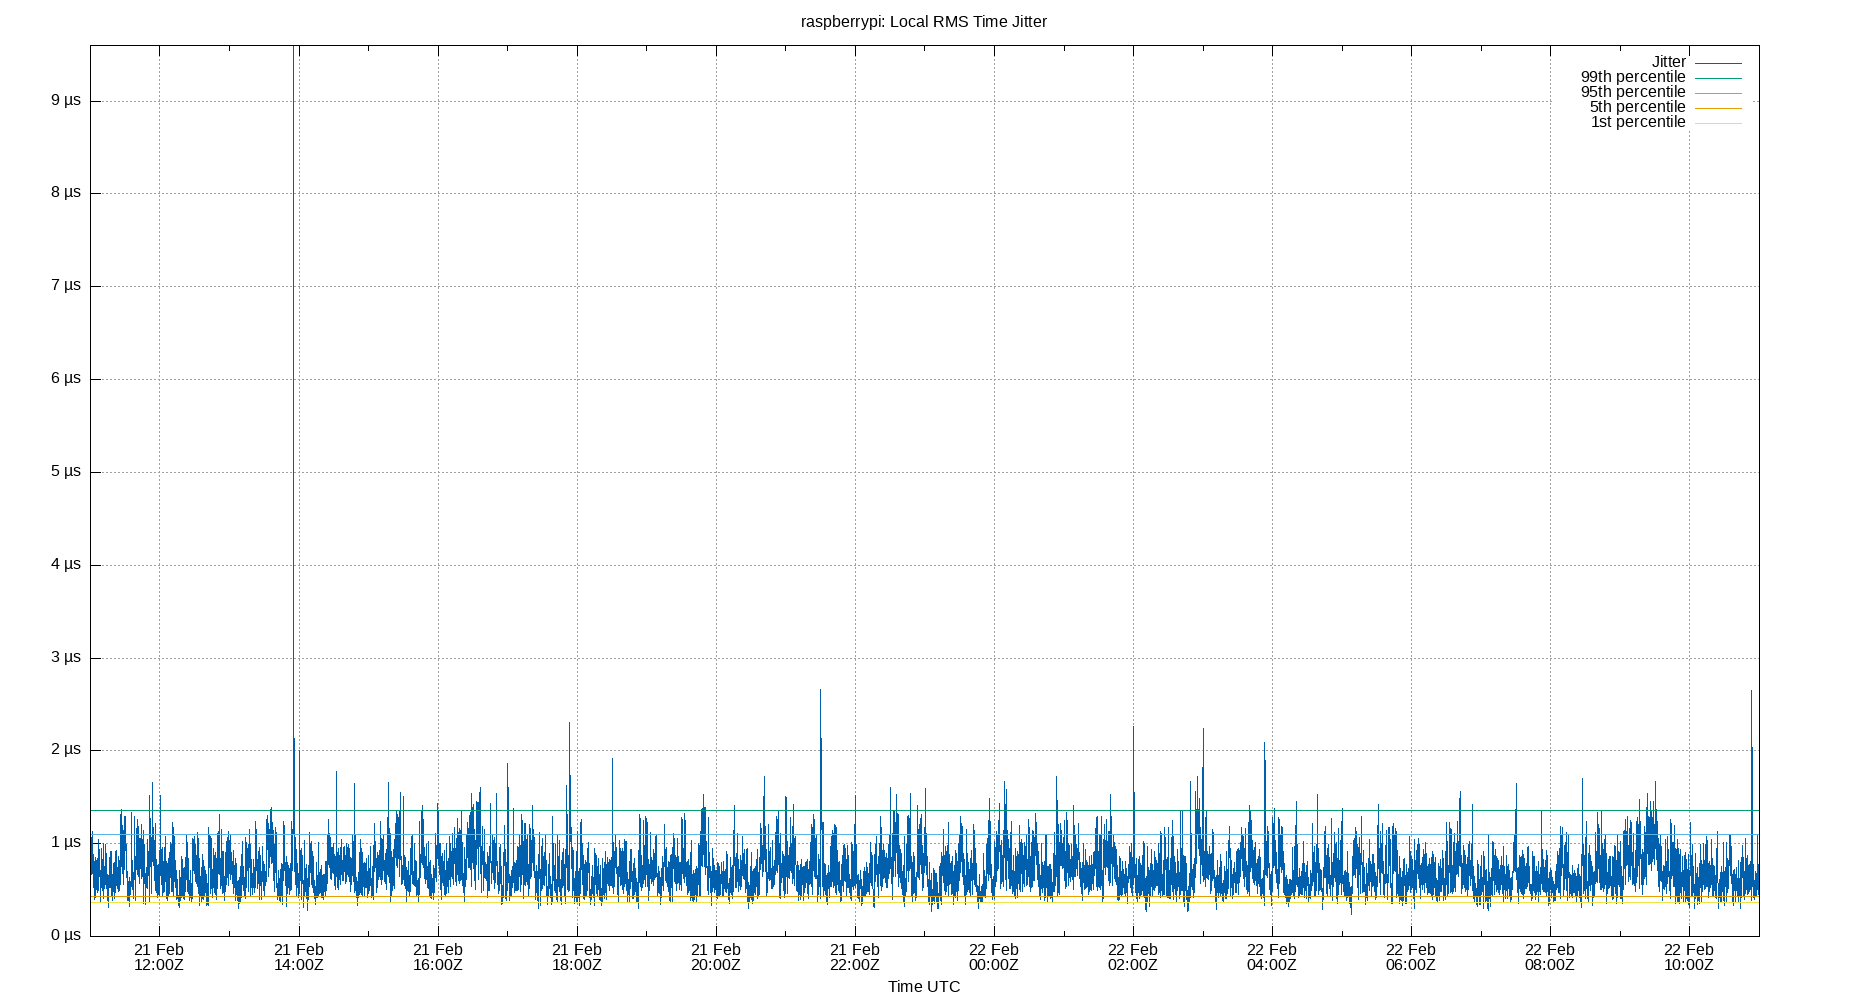 raspberrypi: Local RMS Time Jitter
Jitter
99th percentile
95th percentile
5th percentile
1st percentile
9 µs
8 µs
7 µs
6 µs
5 µs
4 µs
3 µs
2 µs
1 µs
0 µs
21 Feb 21 Feb 21 Feb 21 Feb 21 Feb 21 Feb 22 Feb 22 Feb 22 Feb 22 Feb 22 Feb 22 Feb
12:00Z 14:00Z 16:00Z 18:00Z 20:00Z 22:00Z 00:00Z 02:00Z 04:00Z 06:00Z 08:00Z 10:00Z
Time UTC